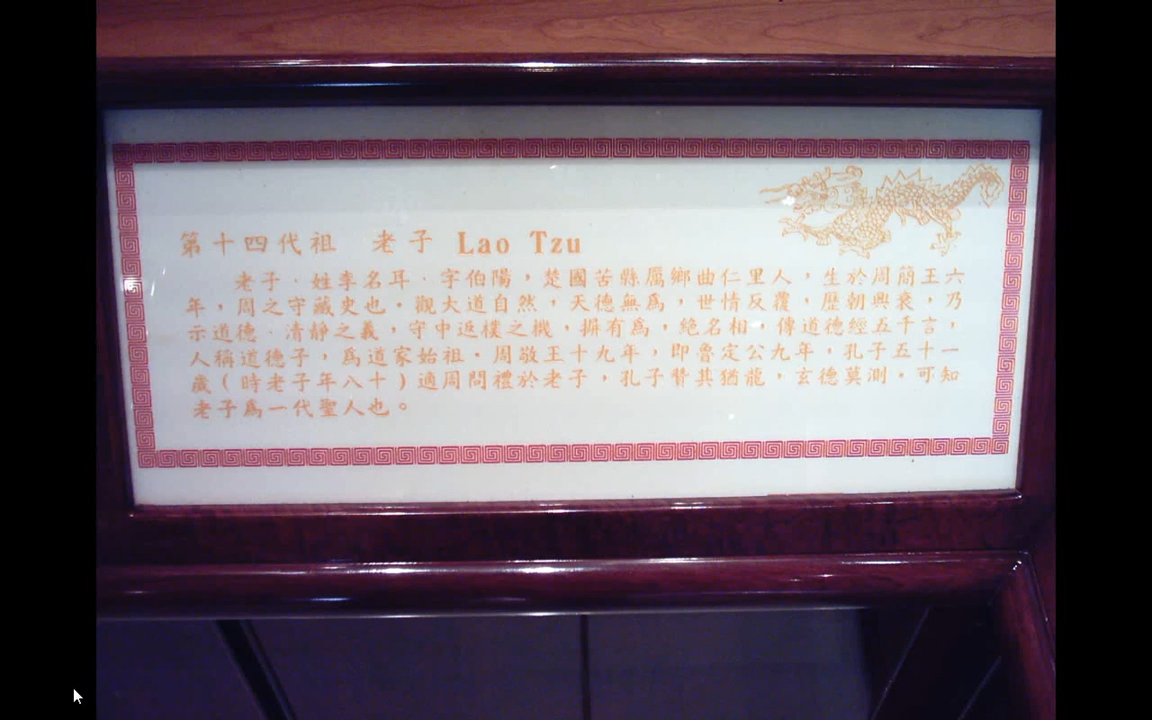 第十四代祖 老子 Lao Tzu
老子．姓李名耳．字伯陽，楚國苦縣厲鄉曲仁里人，生於周簡王六
年，周之守藏史也。觀大道自然，天德無為，世情反覆，歷朝興衰，乃
示道德．清靜之義，守中返樸之機，摒有為，絕名相。傳道德經五千言，
人稱道德子，為道家始祖。周敬王十九年，即魯定公九年，孔子五十一
歲(時老子年八十)適周問禮於老子，孔子贊其猶龍，玄德莫測。可知
老子為一代聖人也。